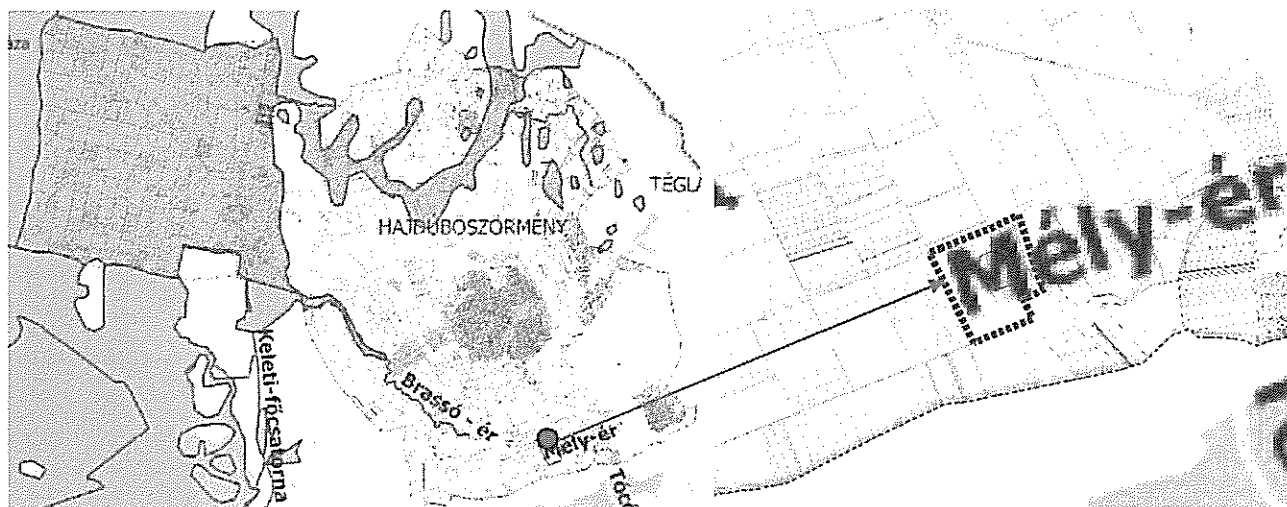 TÉGL
HAJDÚBÖSZÖRMÉNY
Mély-ér
Keleti-főcsatorna
Brassó - ér
Mély-ér